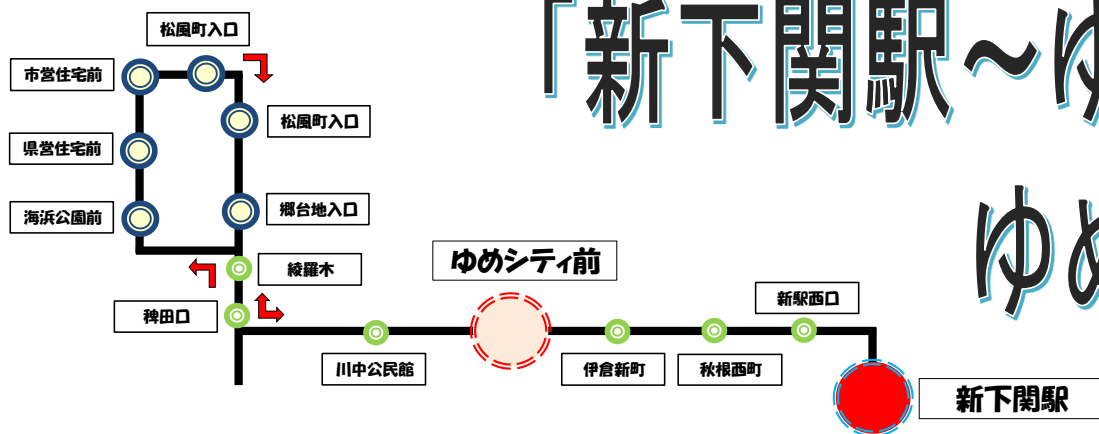 「新下関駅～ゆ
ゆめ
松風町入口
市営住宅前
松風町入口
県営住宅前
海浜公園前
郷台地入口
綾羅木
ゆめシティ前
稗田口
新駅西口
川中公民館
伊倉新町
秋根西町
新下関駅